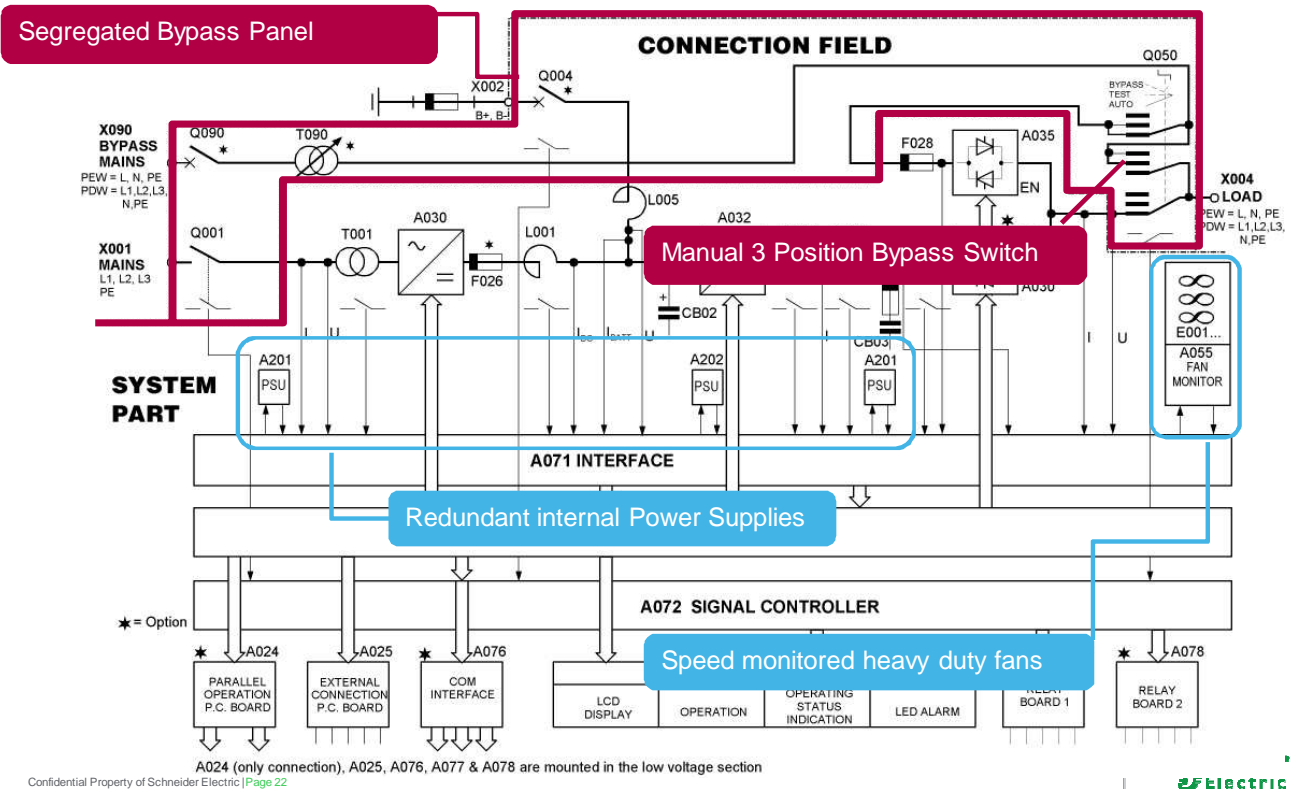 Segregated Bypass Panel
CONNECTION FIELD
Q050
BYPASS
TEST
AUTO
X002
Q004
B+, B-
X090
BYPASS
MAINS
PEW = L, N, PE
PDW = L1,L2,L3,
N,PE
Q090
T090
F028
A035
EN
X004
LOAD
PEW = L, N, PE
PDW = L1,L2,L3,
N,PE
L005
X001
MAINS
L1, L2, L3
PE
Q001
T001
A030
F026
L001
A032
Manual 3 Position Bypass Switch
A030
CB02
CB03
I
U
I
U
I
I
U
E001...
A055
FAN
MONITOR
SYSTEM
PART
A201
PSU
A202
PSU
A201
PSU
A071 INTERFACE
Redundant internal Power Supplies
A072 SIGNAL CONTROLLER
= Option
Speed monitored heavy duty fans
A024
PARALLEL
OPERATION
P.C. BOARD
A025
EXTERNAL
CONNECTION
P.C. BOARD
A076
COM
INTERFACE
LCD
DISPLAY
OPERATION
OPERATING
STATUS
INDICATION
LED ALARM
RELAY
BOARD 1
A078
RELAY
BOARD 2
A024 (only connection), A025, A076, A077 & A078 are mounted in the low voltage section
Confidential Property of Schneider Electric |Page 22
Electric